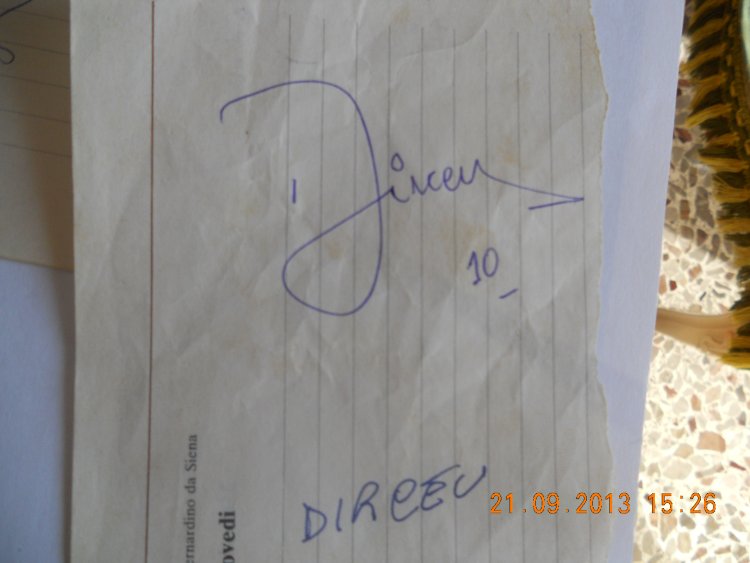 Dirceu
10
DIRCEU
ernardino da Siena
ovedi
21.09.2013 15:26